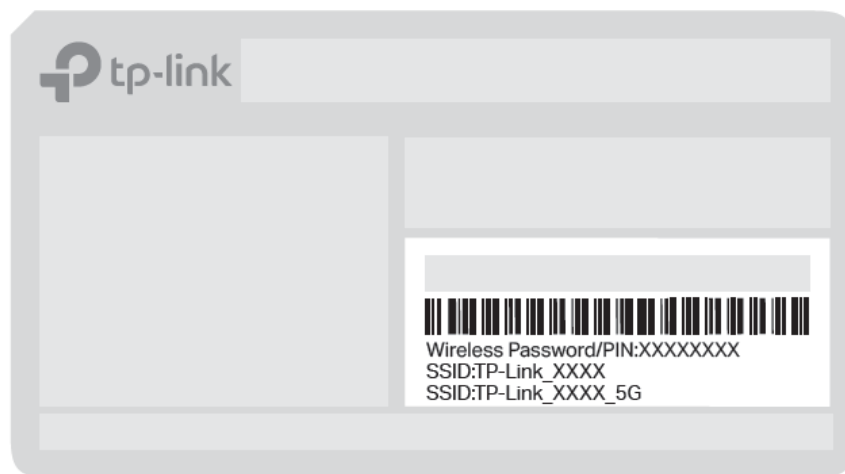 tp-link
Wireless Password/PIN:XXXXXXXX
SSID:TP-Link_XXXX
SSID:TP-Link_XXXX_5G